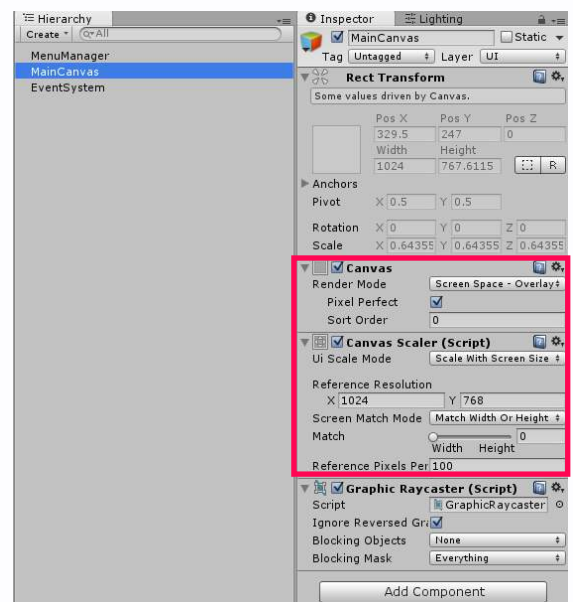 Hierarchy
Create
All
MenuManager
MainCanvas
EventSystem
Inspector Lighting
MainCanvas Static
Tag Untagged Layer UI
Rect Transform
Some values driven by Canvas.
Pos X Pos Y Pos Z
329.5 247 0
Width Height
1024 767.6115 R
Anchors
Pivot X 0.5 Y 0.5
Rotation X 0 Y 0 Z 0
Scale X 0.64355 Y 0.64355 Z 0.64355
Canvas
Render Mode Screen Space - Overlay
Pixel Perfect
Sort Order 0
Canvas Scaler (Script)
Ui Scale Mode Scale With Screen Size
Reference Resolution
X 1024 Y 768
Screen Match Mode Match Width Or Height
Match 0
Width Height
Reference Pixels Per 100
Graphic Raycaster (Script)
Script GraphicRaycaster
Ignore Reversed Gra
Blocking Objects None
Blocking Mask Everything
Add Component